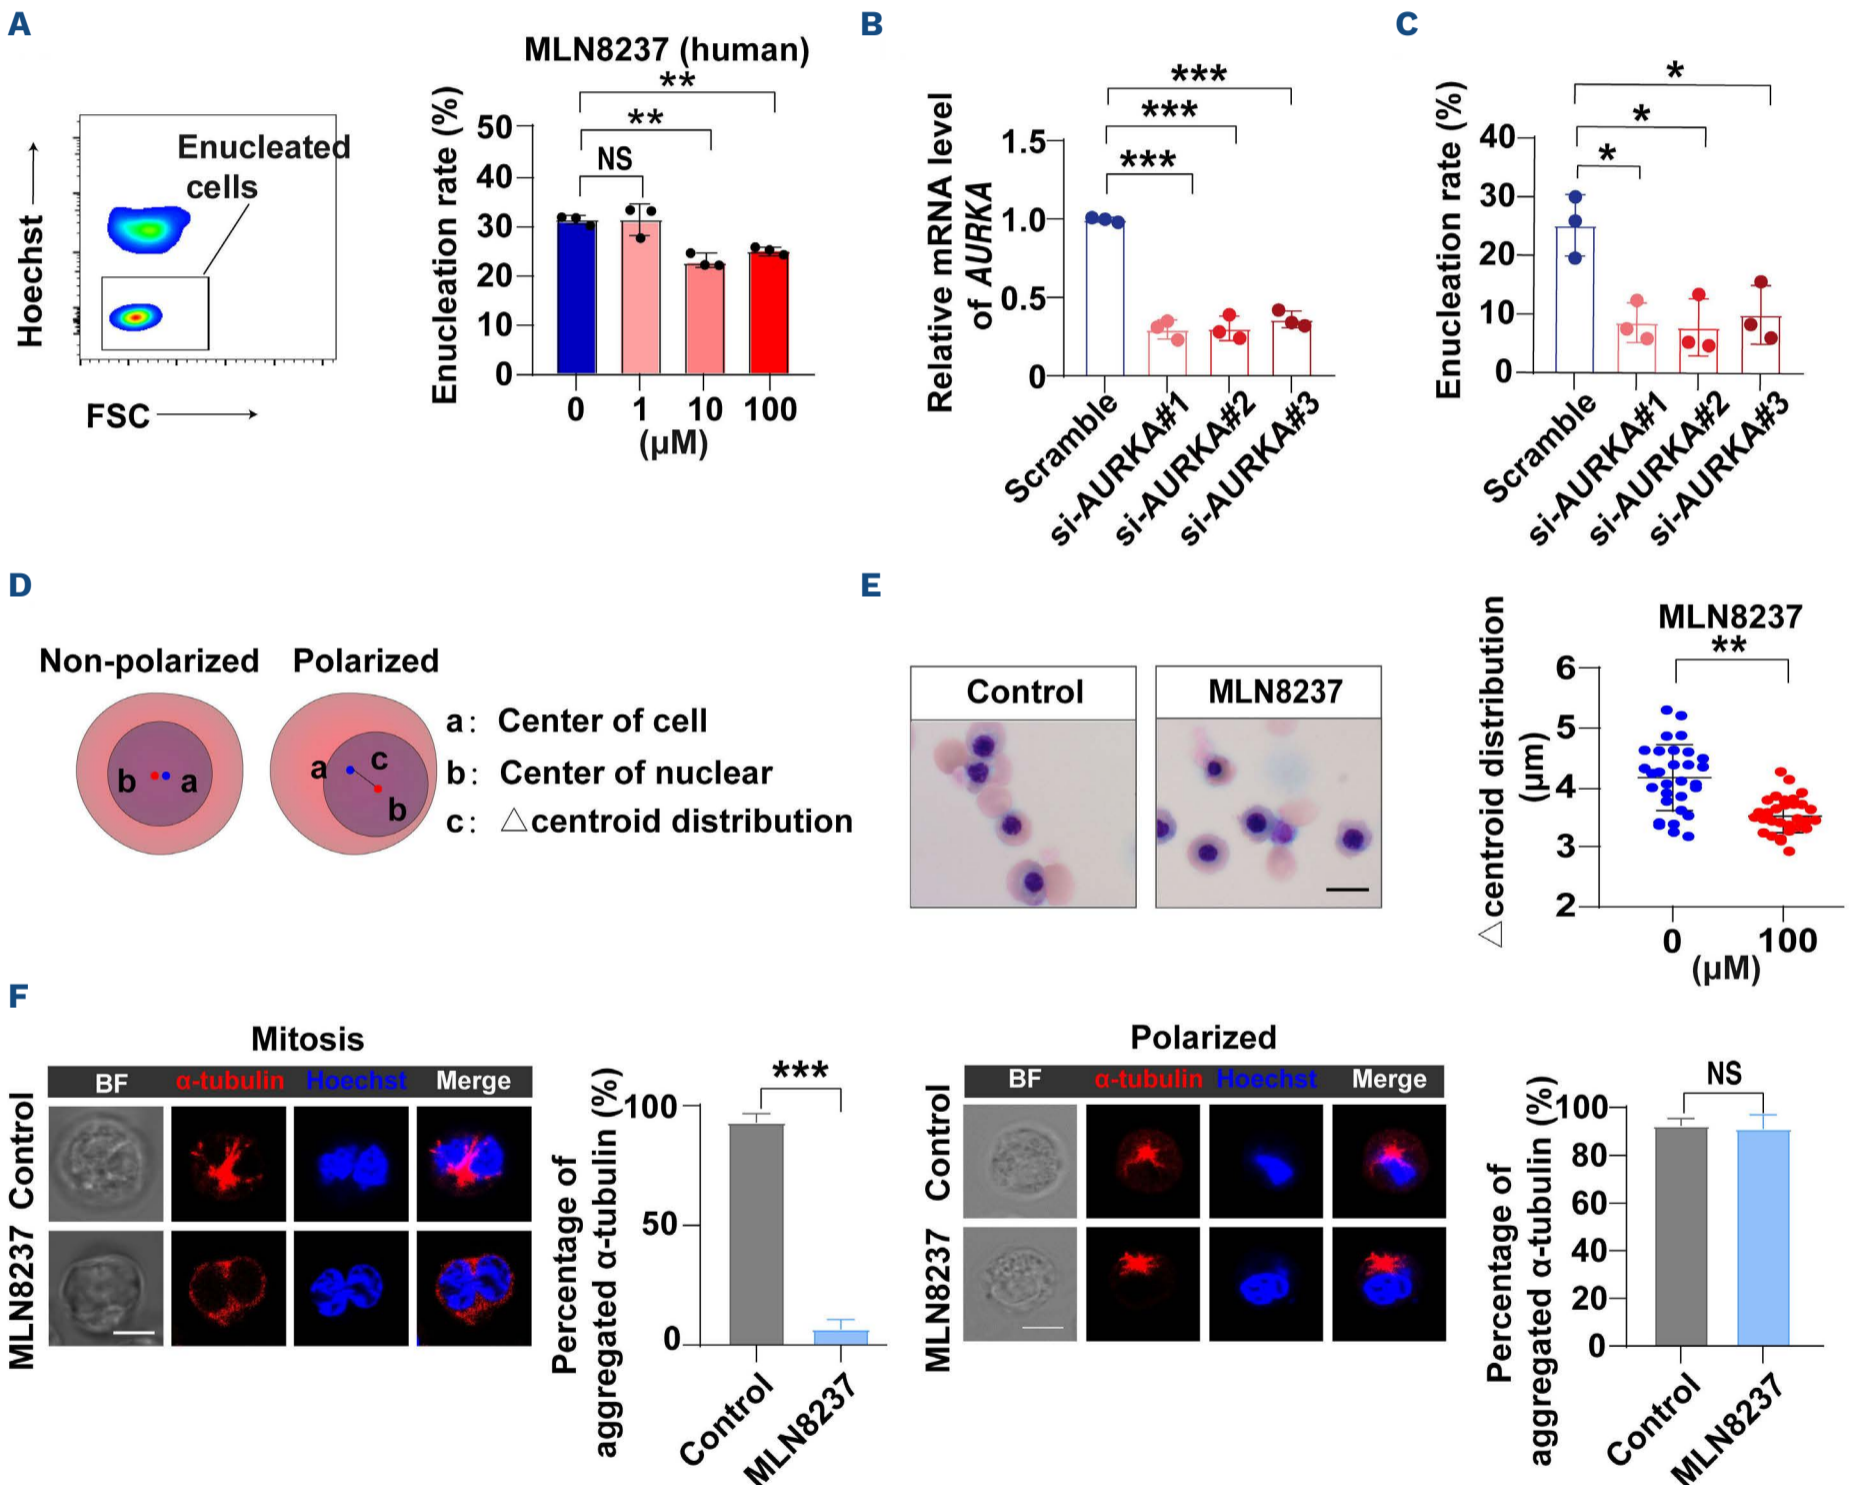 A
MLN8237 (human)
**
**
NS
Enucleated
cells
Hoechst
FSC
Enucleation rate (%)
50
40
30
20
10
0
0 1 10 100
(µM)
B
***
***
***
Relative mRNA level
of AURKA
1.5
1.0
0.5
0
Scramble
si-AURKA#1
si-AURKA#2
si-AURKA#3
C
*
*
*
Enucleation rate (%)
40
30
20
10
0
Scramble
si-AURKA#1
si-AURKA#2
si-AURKA#3
D
Non-polarized Polarized
b a
a c b
a: Center of cell
b: Center of nuclear
c: △centroid distribution
E
Control MLN8237
MLN8237
**
△centroid distribution
(µm)
6
5
4
3
2
0 100
(µM)
F
Mitosis
BF α-tubulin Hoechst Merge
Control
MLN8237
Percentage of
aggregated α-tubulin (%)
***
100
50
0
Control
MLN8237
Polarized
BF α-tubulin Hoechst Merge
Control
MLN8237
Percentage of
aggregated α-tubulin (%)
NS
100
80
60
40
20
0
Control
MLN8237